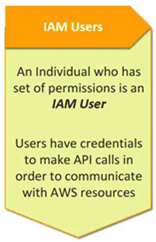 IAM Users
An Individual who has
set of permissions is an
IAM User
Users have credentials
to make API calls in
order to communicate
with AWS resources